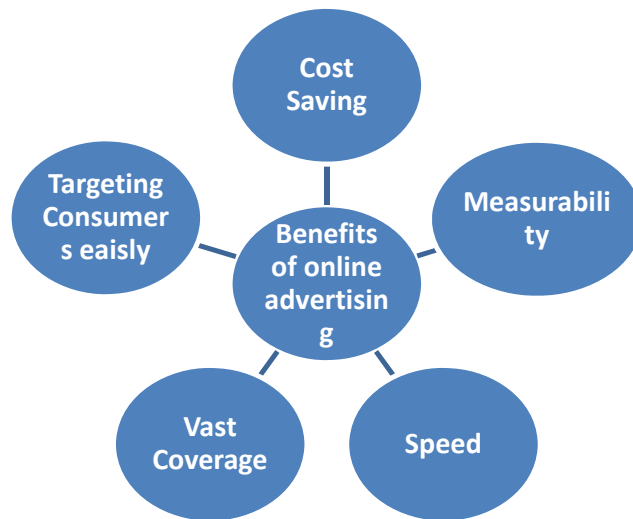 Cost
Saving
Targeting
Consumer
s eaisly
Measurabili
ty
Benefits
of online
advertisin
g
Vast
Coverage
Speed